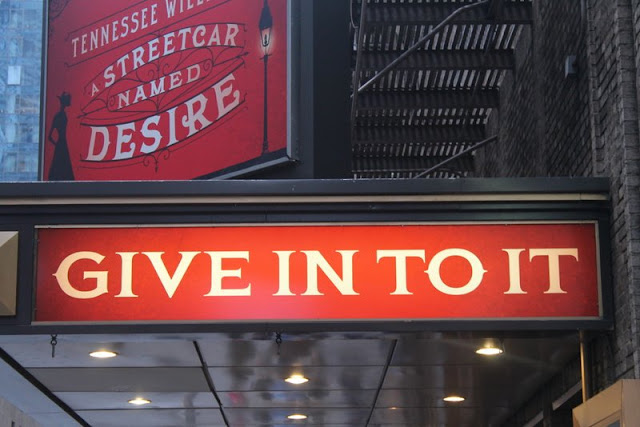 TENNESSEE
A STREETCAR
NAMED
DESIRE
GIVE IN TO IT